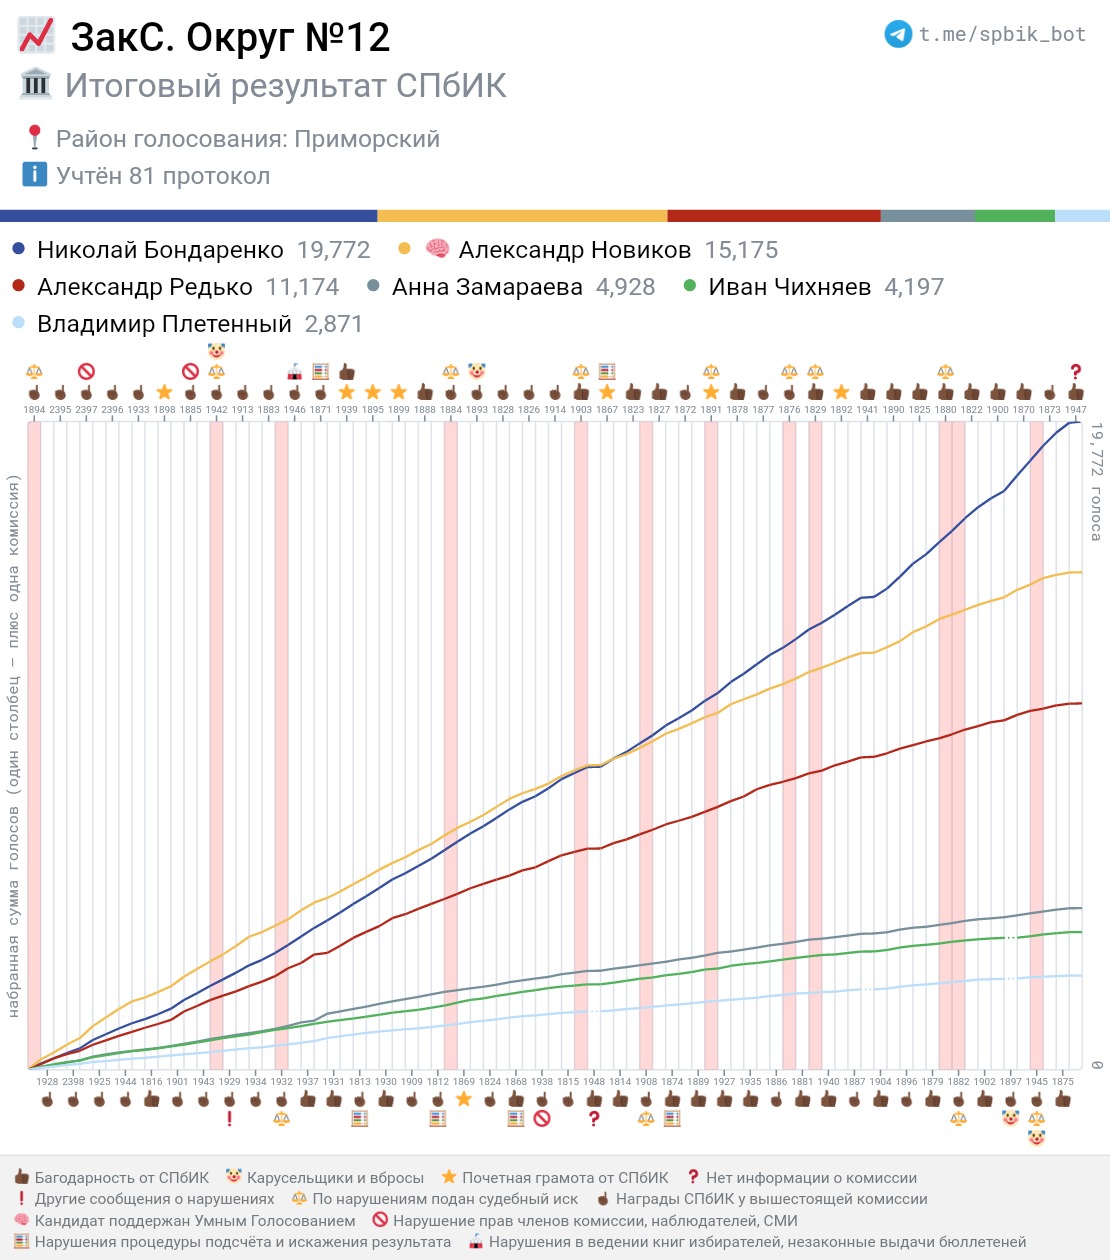 ЗакС. Округ №12
t.me/spbik_bot
Итоговый результат СПбИК
Район голосования: Приморский
Учтён 81 протокол
Николай Бондаренко 19,772 Александр Новиков 15,175
Александр Редько 11,174 Анна Замараева 4,928 Иван Чихняев 4,197
Владимир Плетенный 2,871
1894 2395 2397 2396 1933 1898 1885 1942 1913 1883 1946 1871 1939 1895 1899 1888 1884 1893 1828 1826 1914 1903 1867 1823 1827 1872 1891 1878 1877 1876 1829 1892 1941 1890 1825 1880 1822 1900 1870 1873 1947
набранная сумма голосов (один столбец — плюс одна комиссия)
19,772 голоса
0
1928 2398 1925 1944 1816 1901 1943 1929 1934 1932 1937 1931 1813 1930 1909 1812 1869 1824 1868 1938 1815 1948 1814 1908 1874 1889 1927 1935 1886 1881 1940 1887 1904 1896 1879 1882 1902 1897 1945 1875
Багодарность от СПбИК Карусельщики и вбросы Почетная грамота от СПбИК Нет информации о комиссии
Другие сообщения о нарушениях По нарушениям подан судебный иск Награды СПбИК у вышестоящей комиссии
Кандидат поддержан Умным Голосованием Нарушение прав членов комиссии, наблюдателей, СМИ
Нарушения процедуры подсчёта и искажения результата Нарушения в ведении книг избирателей, незаконные выдачи бюллетеней